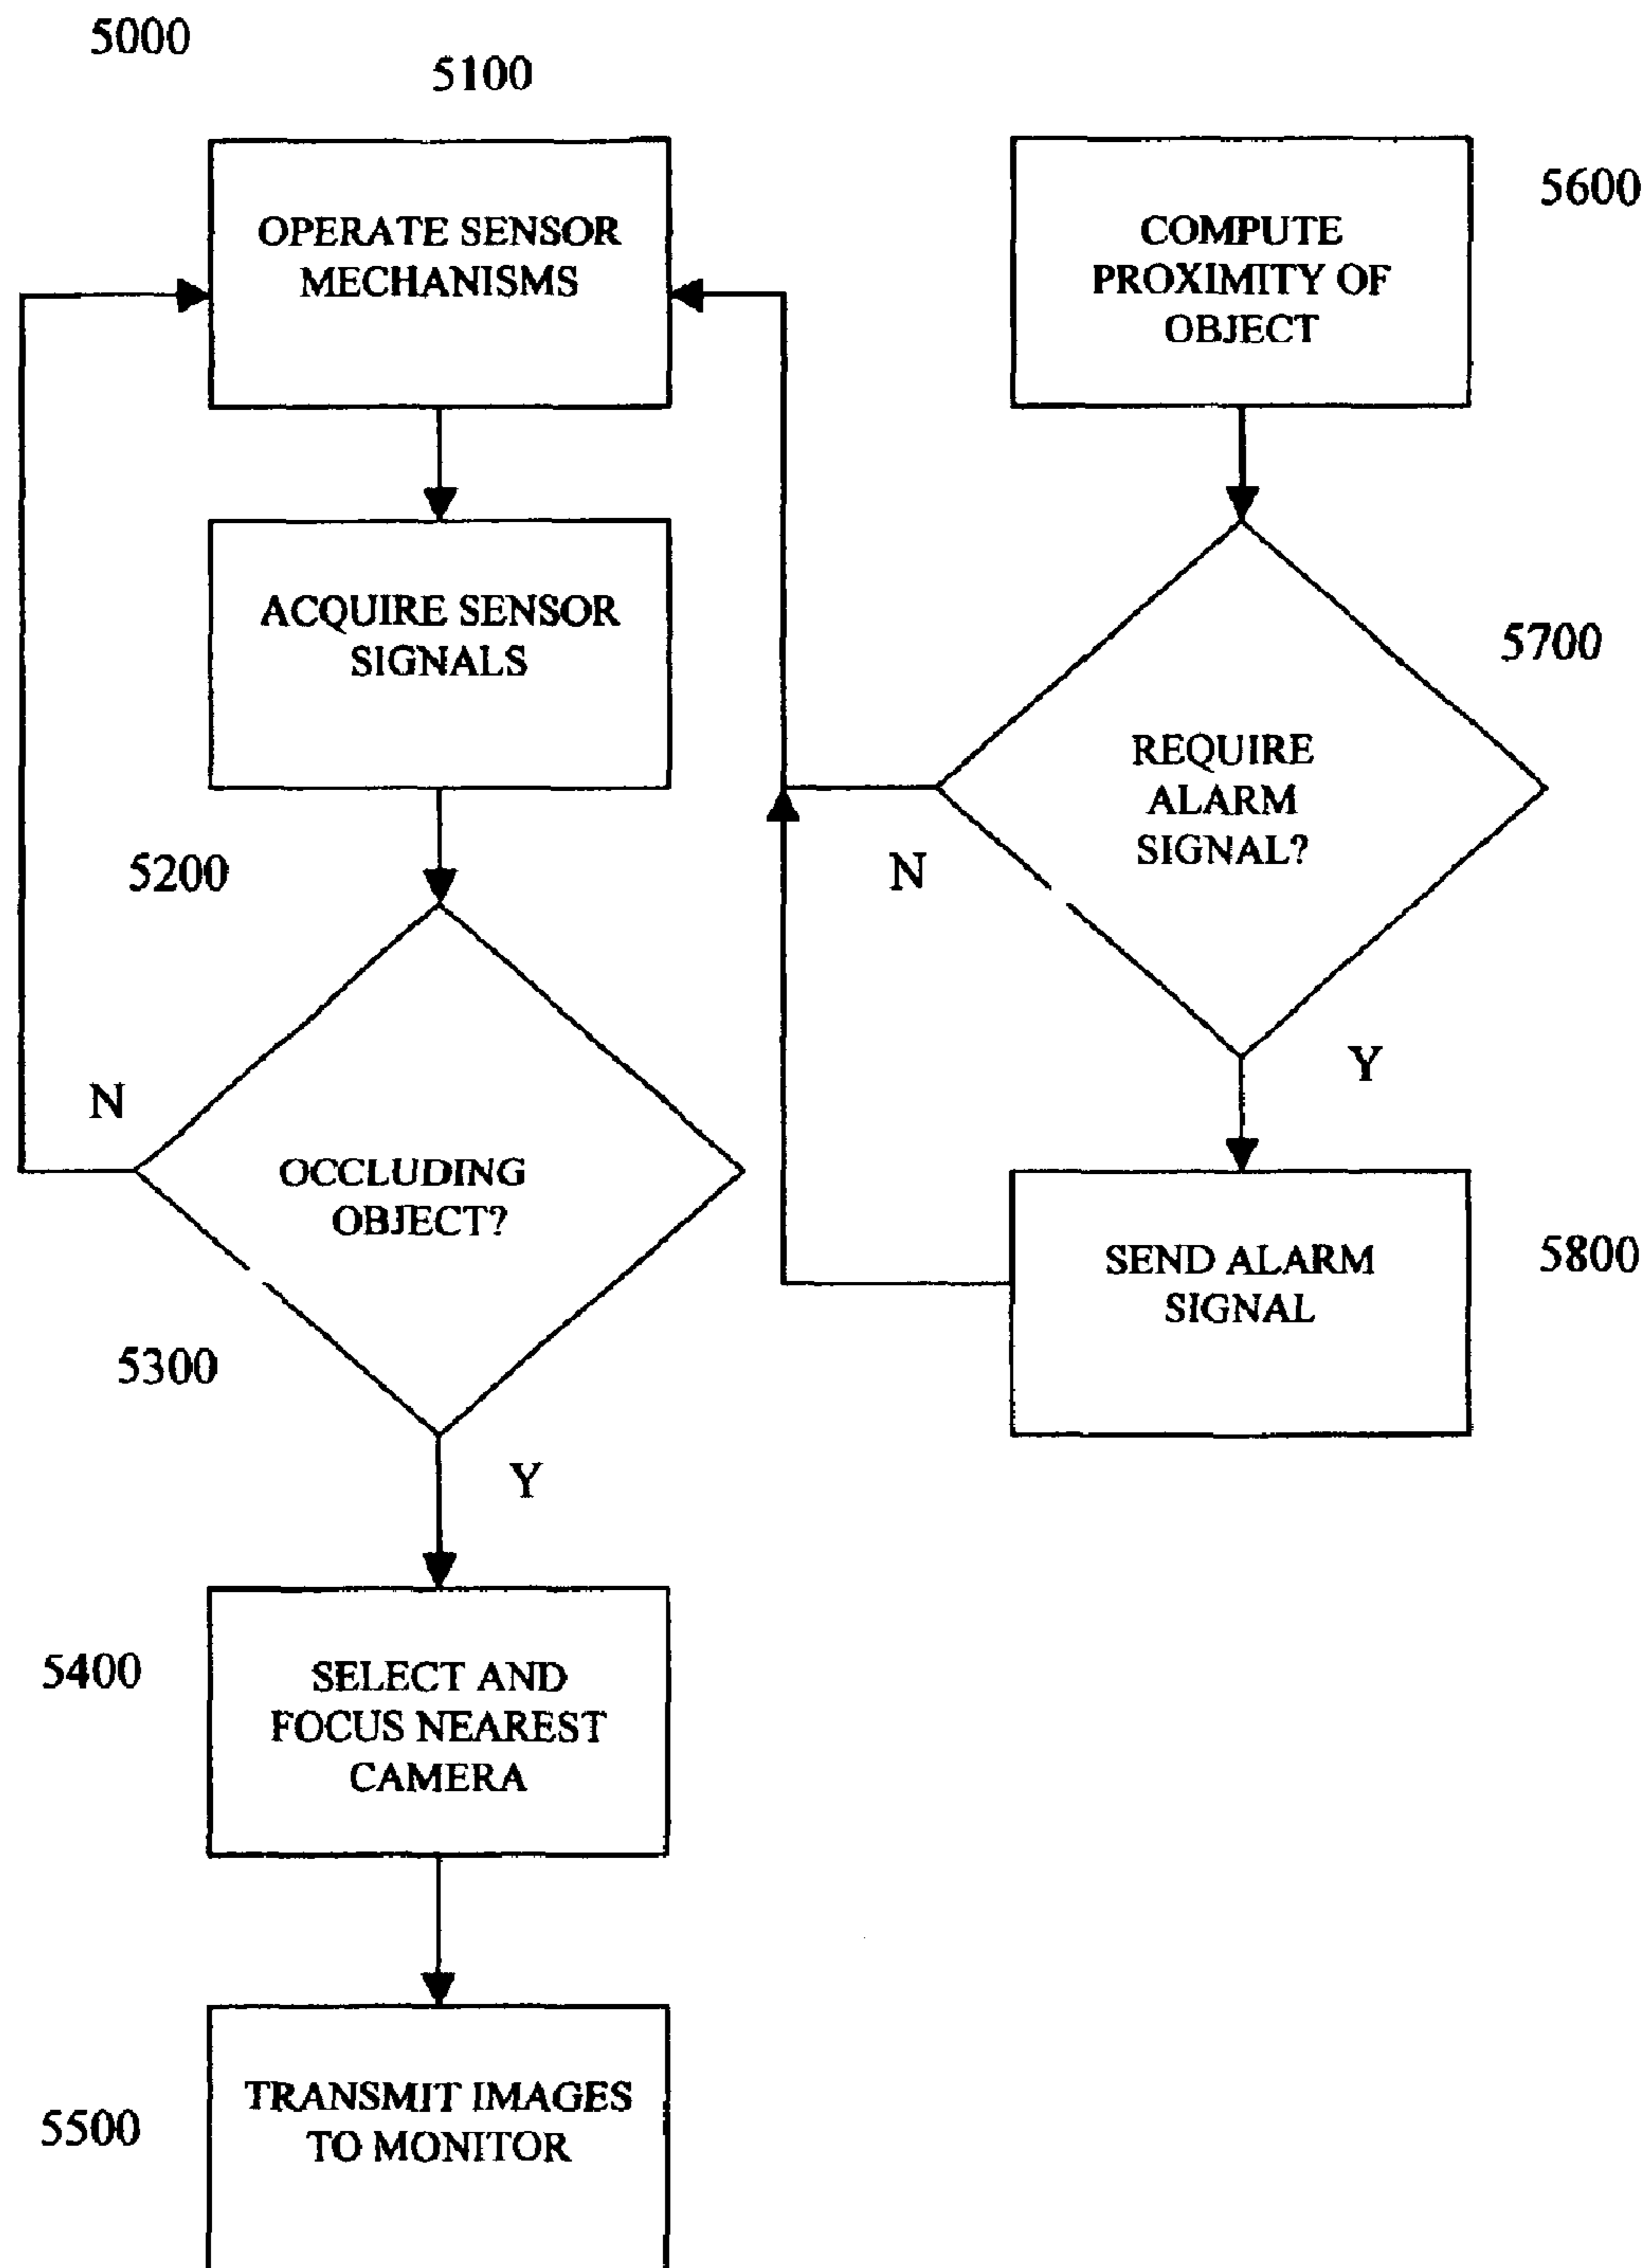 5000
5100
OPERATE SENSOR
MECHANISMS
ACQUIRE SENSOR
SIGNALS
5200
N
OCCLUDING
OBJECT?
5300
Y
5400
SELECT AND
FOCUS NEAREST
CAMERA
5500
TRANSMIT IMAGES
TO MONITOR
5600
COMPUTE
PROXIMITY OF
OBJECT
5700
REQUIRE
ALARM
SIGNAL?
N
Y
5800
SEND ALARM
SIGNAL